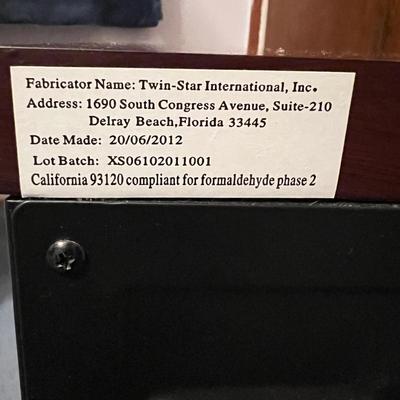 Fabricator Name: Twin-Star International, Inc.
Address: 1690 South Congress Avenue, Suite-210
Delray Beach,Florida 33445
Date Made: 20/06/2012
Lot Batch: XS06102011001
California 93120 compliant for formaldehyde phase 2